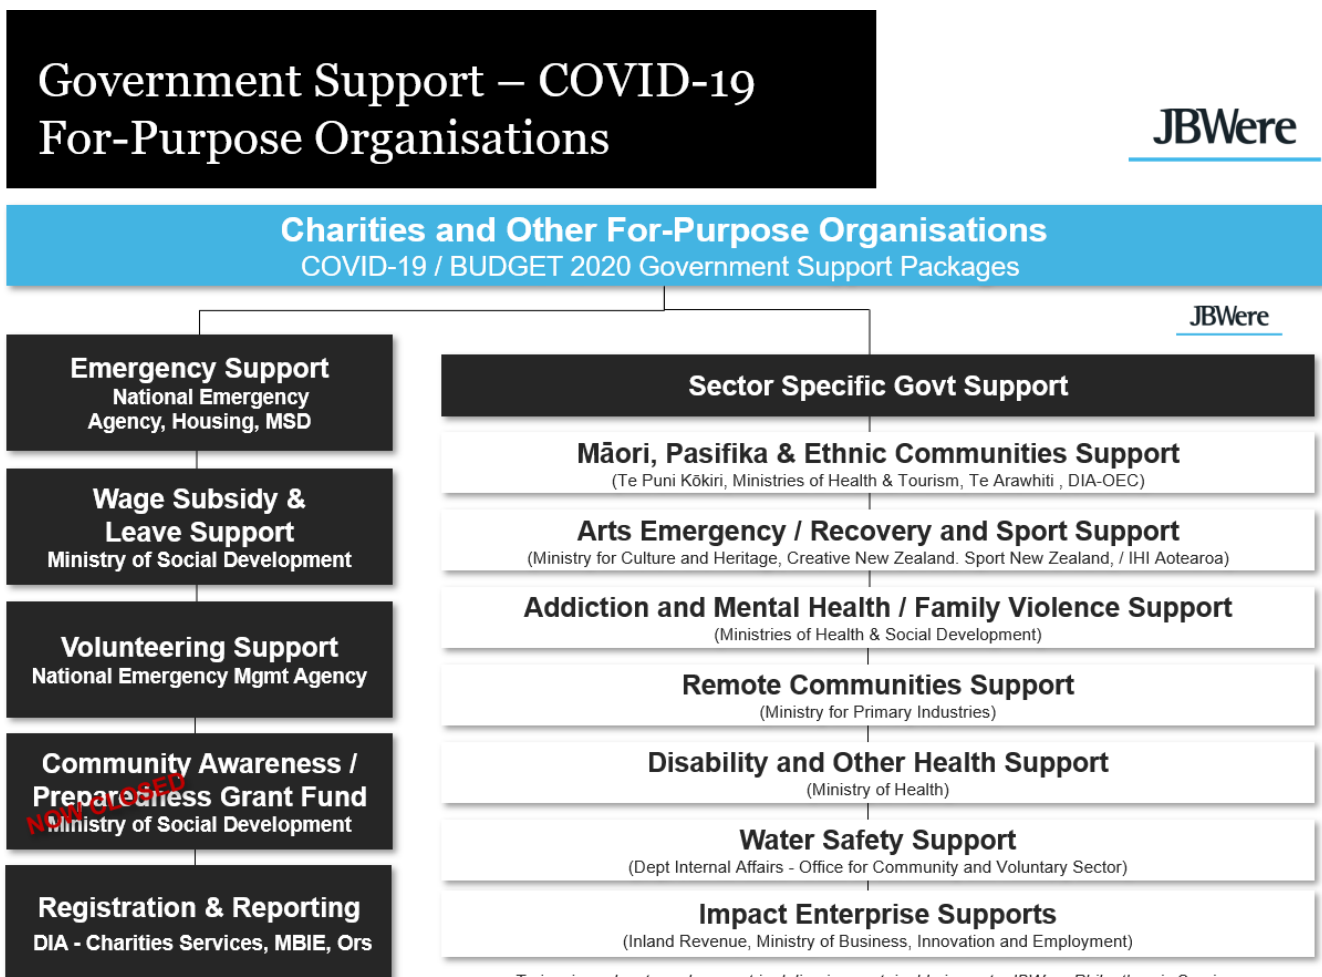 Government Support – COVID-19
For-Purpose Organisations
JBWere
Charities and Other For-Purpose Organisations
COVID-19 / BUDGET 2020 Government Support Packages
JBWere
Emergency Support
National Emergency
Agency, Housing, MSD
Wage Subsidy &
Leave Support
Ministry of Social Development
Volunteering Support
National Emergency Mgmt Agency
Community Awareness /
Preparedness Grant Fund
Ministry of Social Development
NOW CLOSED
Registration & Reporting
DIA - Charities Services, MBIE, Ors
Sector Specific Govt Support
Māori, Pasifika & Ethnic Communities Support
(Te Puni Kōkiri, Ministries of Health & Tourism, Te Arawhiti , DIA-OEC)
Arts Emergency / Recovery and Sport Support
(Ministry for Culture and Heritage, Creative New Zealand. Sport New Zealand, / IHI Aotearoa)
Addiction and Mental Health / Family Violence Support
(Ministries of Health & Social Development)
Remote Communities Support
(Ministry for Primary Industries)
Disability and Other Health Support
(Ministry of Health)
Water Safety Support
(Dept Internal Affairs - Office for Community and Voluntary Sector)
Impact Enterprise Supports
(Inland Revenue, Ministry of Business, Innovation and Employment)